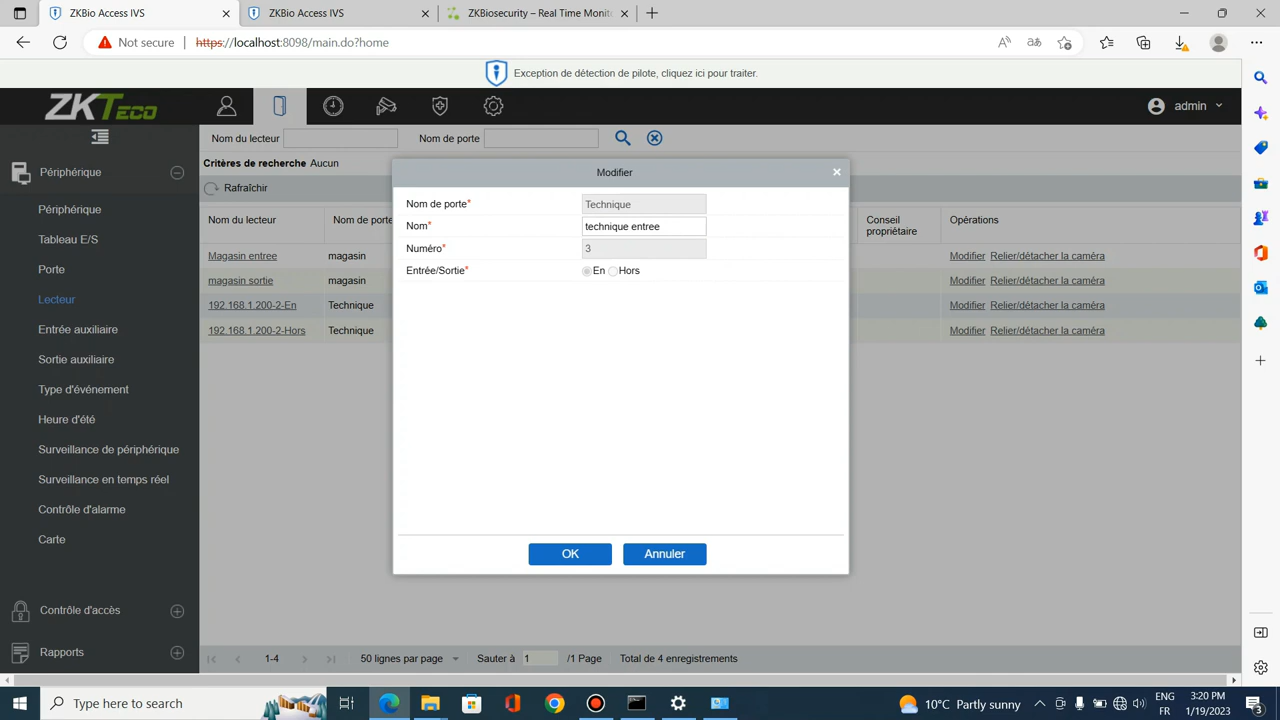 ZKBio Access IVS
ZKBio Access IVS
ZKBiosecurity – Real Time Monit
Not secure
https://localhost:8098/main.do?home
Exception de détection de pilote, cliquez ici pour traiter.
ZKTeco
admin
Périphérique
Périphérique
Tableau E/S
Porte
Lecteur
Entrée auxiliaire
Sortie auxiliaire
Type d'événement
Heure d'été
Surveillance de périphérique
Surveillance en temps réel
Contrôle d'alarme
Carte
Contrôle d'accès
Rapports
Nom du lecteur
Nom de porte
Critères de recherche Aucun
Rafraîchir
Nom du lecteur Nom de porte Conseil propriétaire Opérations
Magasin entree magasin Modifier Relier/détacher la caméra
magasin sortie magasin Modifier Relier/détacher la caméra
192.168.1.200-2-En Technique Modifier Relier/détacher la caméra
192.168.1.200-2-Hors Technique Modifier Relier/détacher la caméra
Modifier
Nom de porte* Technique
Nom* technique entree
Numéro* 3
Entrée/Sortie* En Hors
OK Annuler
1-4 50 lignes par page Sauter à 1 /1 Page Total de 4 enregistrements
Type here to search
10°C Partly sunny
ENG
FR
3:20 PM
1/19/2023
3